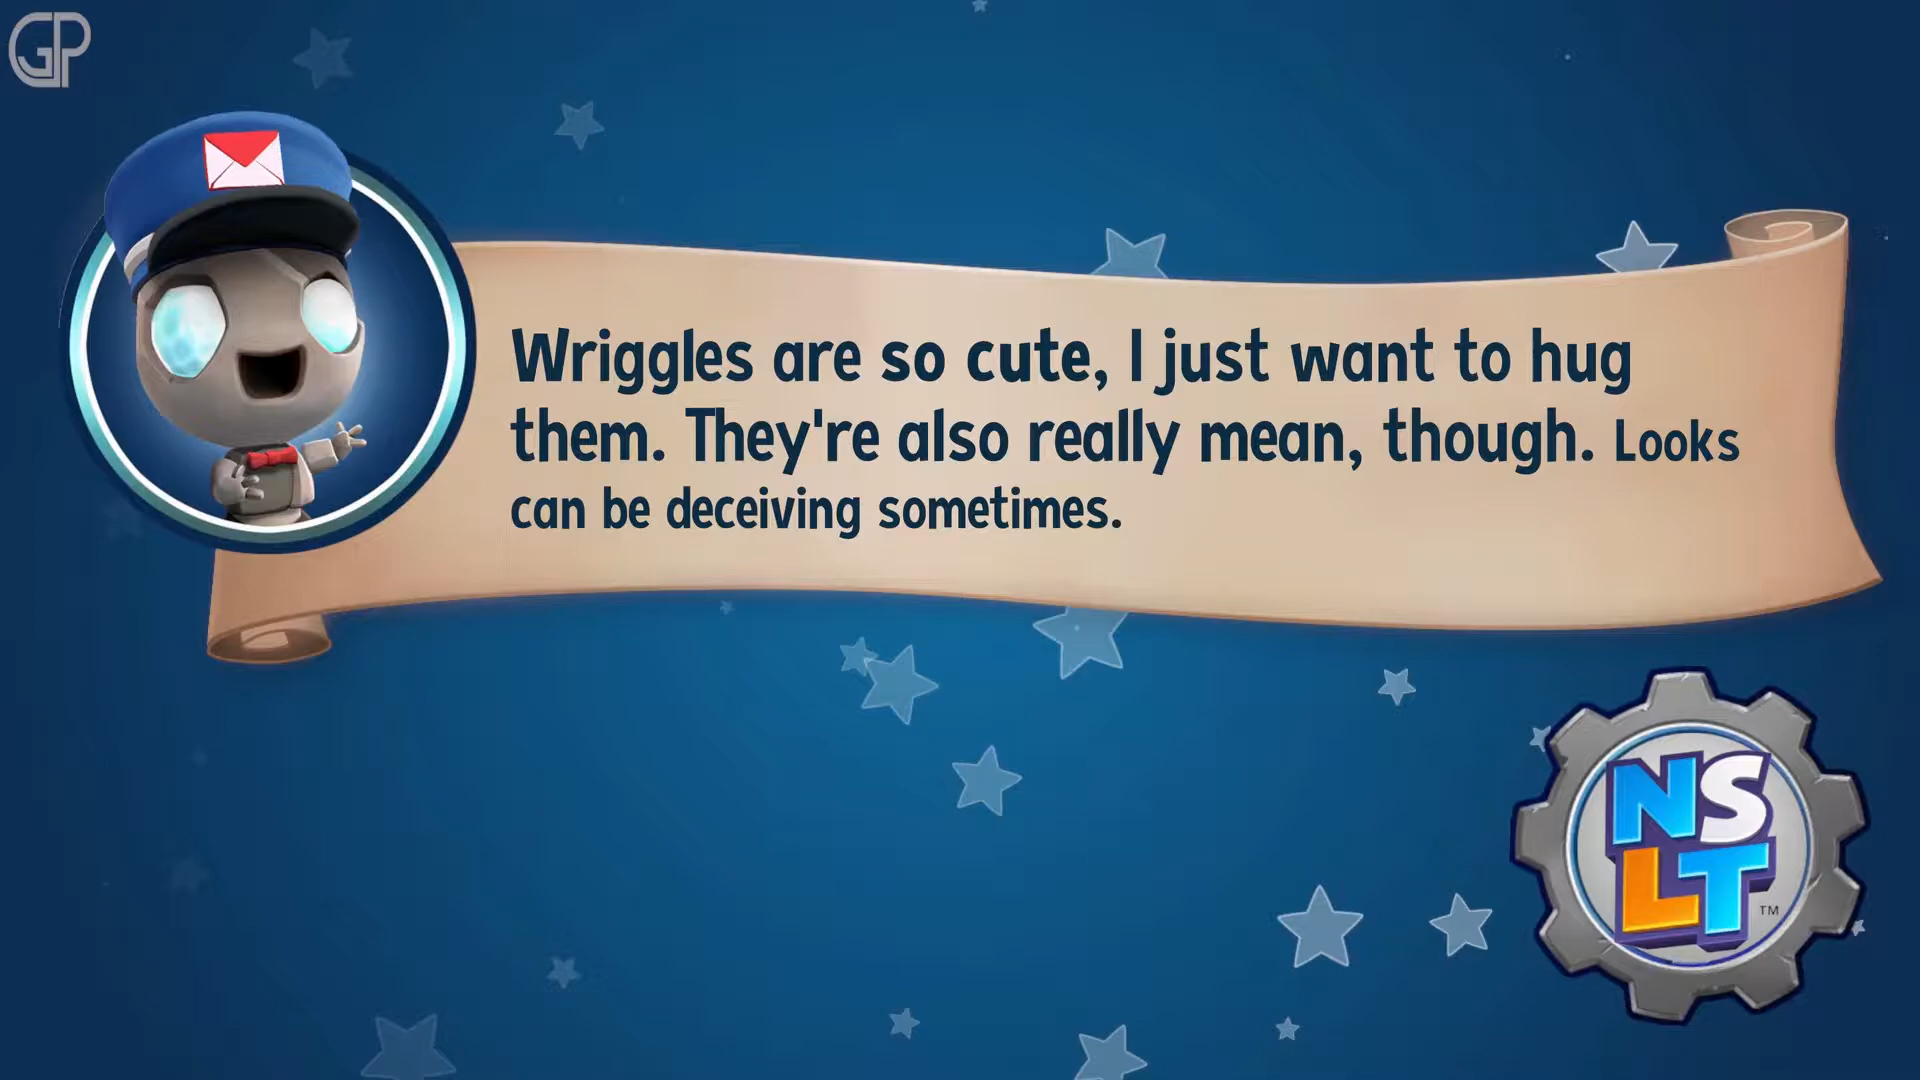 GP
Wriggles are so cute, I just want to hug
them. They're also really mean, though. Looks
can be deceiving sometimes.
NS
LT
TM